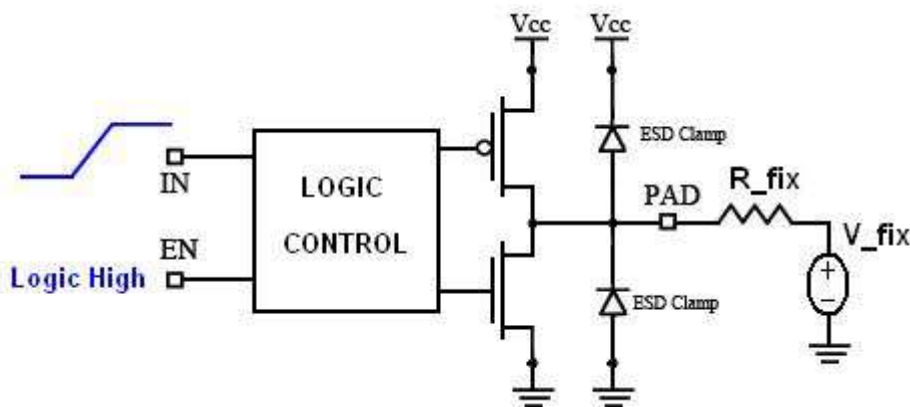 Vcc
Vcc
ESD Clamp
IN
LOGIC
CONTROL
PAD
R_fix
V_fix
EN
Logic High
ESD Clamp
+
−